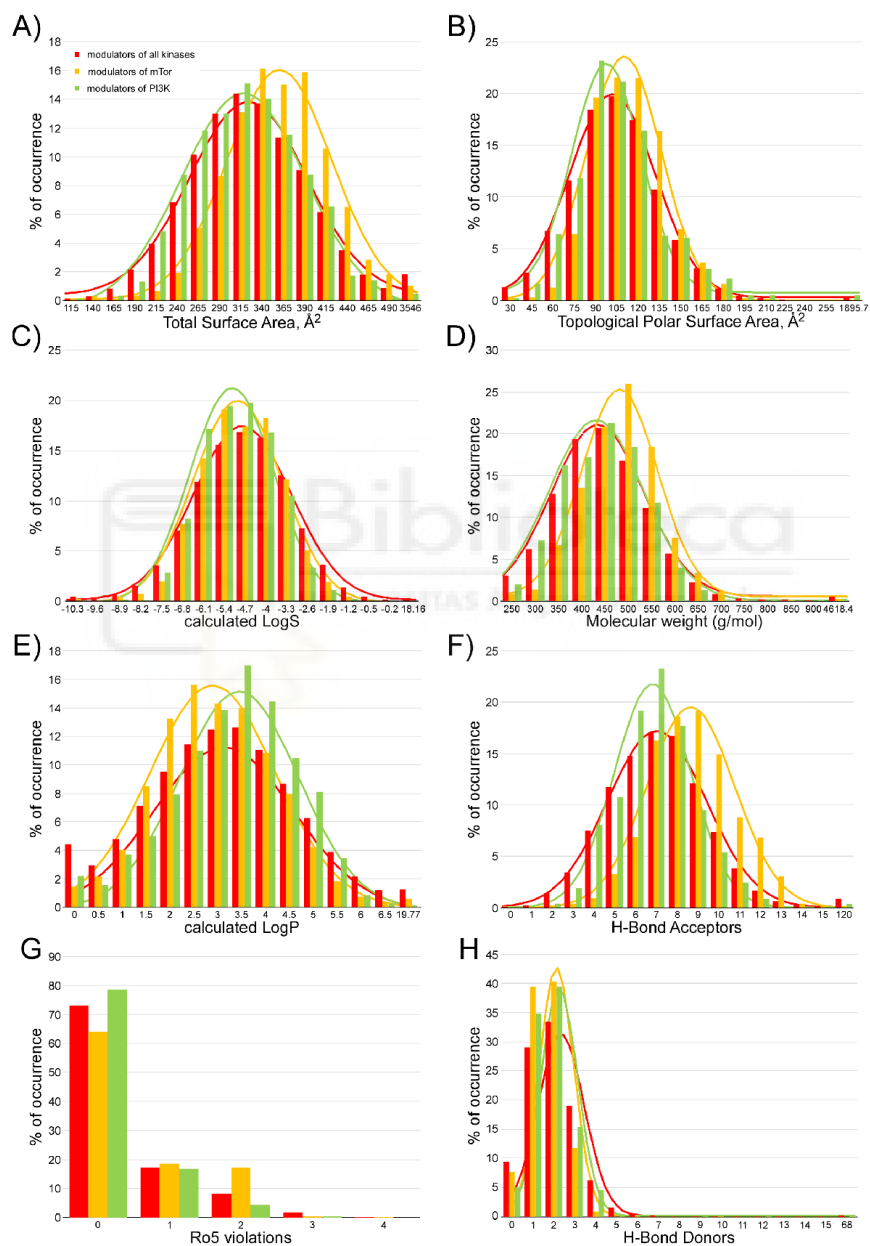 A)
18
16
14
12
10
8
6
4
2
0
% of occurrence
modulators of all kinases
modulators of mTor
modulators of PI3K
115 140 165 190 215 240 265 290 315 340 365 390 415 440 465 490 3546
Total Surface Area, Å²
B)
25
20
15
10
5
0
% of occurrence
30 45 60 75 90 105 120 135 150 165 180 195 210 225 240 255 1895.7
Topological Polar Surface Area, Å²
C)
25
20
15
10
5
0
% of occurrence
-10.3 -9.6 -8.9 -8.2 -7.5 -6.8 -6.1 -5.4 -4.7 -4 -3.3 -2.6 -1.9 -1.2 -0.5 -0.2 18.16
calculated LogS
D)
30
25
20
15
10
5
0
% of occurrence
250 300 350 400 450 500 550 600 650 700 750 800 850 900 4618.4
Molecular weight (g/mol)
Biblioteca
E)
18
16
14
12
10
8
6
4
2
0
% of occurrence
0 0.5 1 1.5 2 2.5 3 3.5 4 4.5 5 5.5 6 6.5 19.77
calculated LogP
F)
25
20
15
10
5
0
% of occurrence
0 1 2 3 4 5 6 7 8 9 10 11 12 13 14 15 120
H-Bond Acceptors
G)
90
80
70
60
50
40
30
20
10
0
% of occurrence
0 1 2 3 4
Ro5 violations
H)
45
40
35
30
25
20
15
10
5
0
% of occurrence
0 1 2 3 4 5 6 7 8 9 10 11 12 13 14 15 68
H-Bond Donors